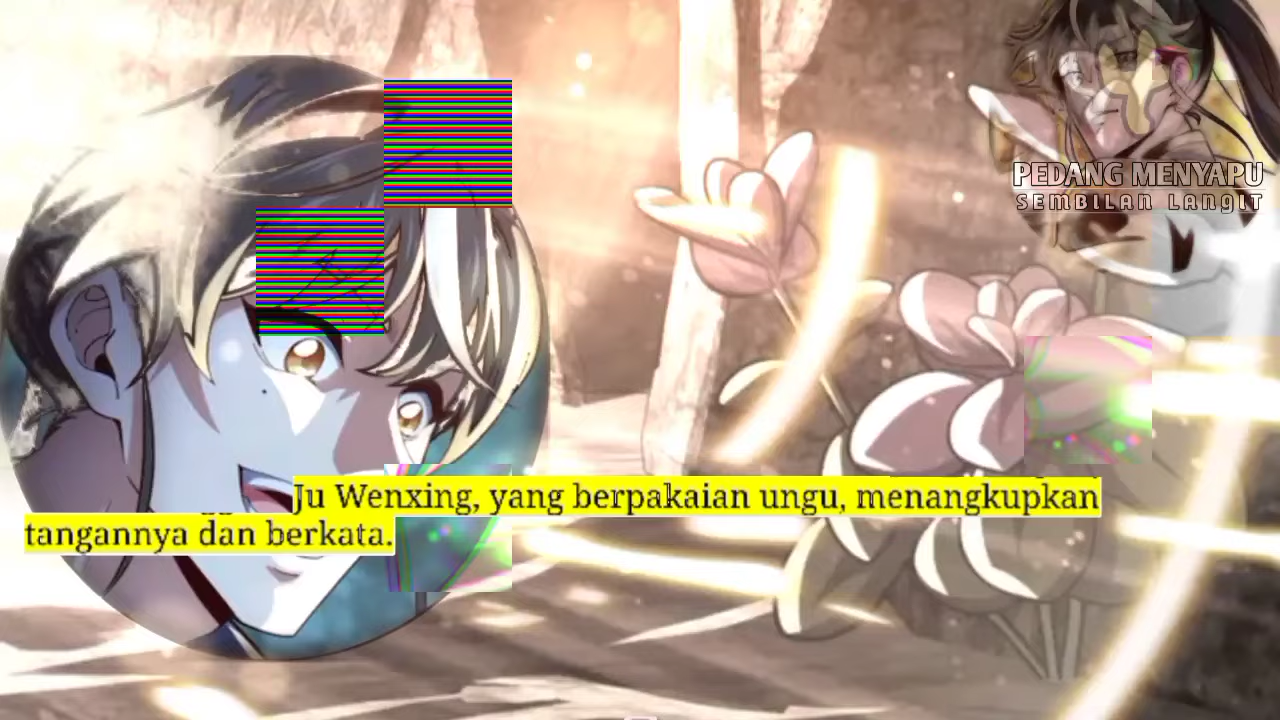 PEDANG MENYAPU
SEMBILAN LANGIT
Ju Wenxing, yang berpakaian ungu, menangkupkan
tangannya dan berkata.